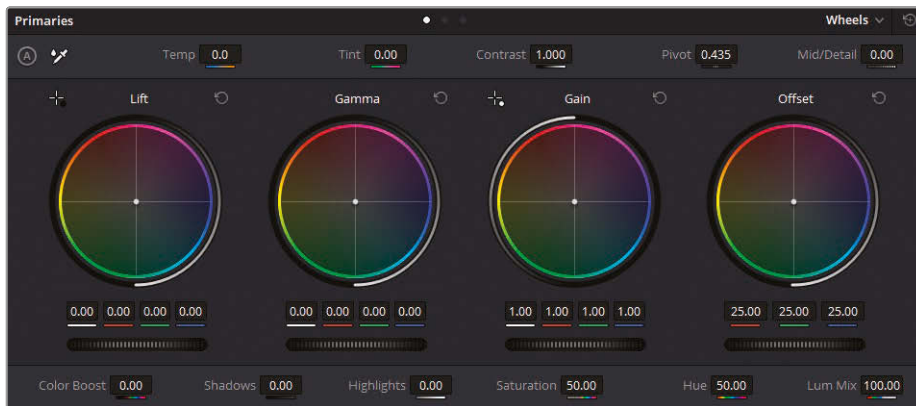 Primaries Wheels
A Temp 0.0 Tint 0.00 Contrast 1.000 Pivot 0.435 Mid/Detail 0.00
Lift Gamma Gain Offset
0.00 0.00 0.00 0.00 0.00 0.00 0.00 0.00 1.00 1.00 1.00 1.00 25.00 25.00 25.00
Color Boost 0.00 Shadows 0.00 Highlights 0.00 Saturation 50.00 Hue 50.00 Lum Mix 100.00